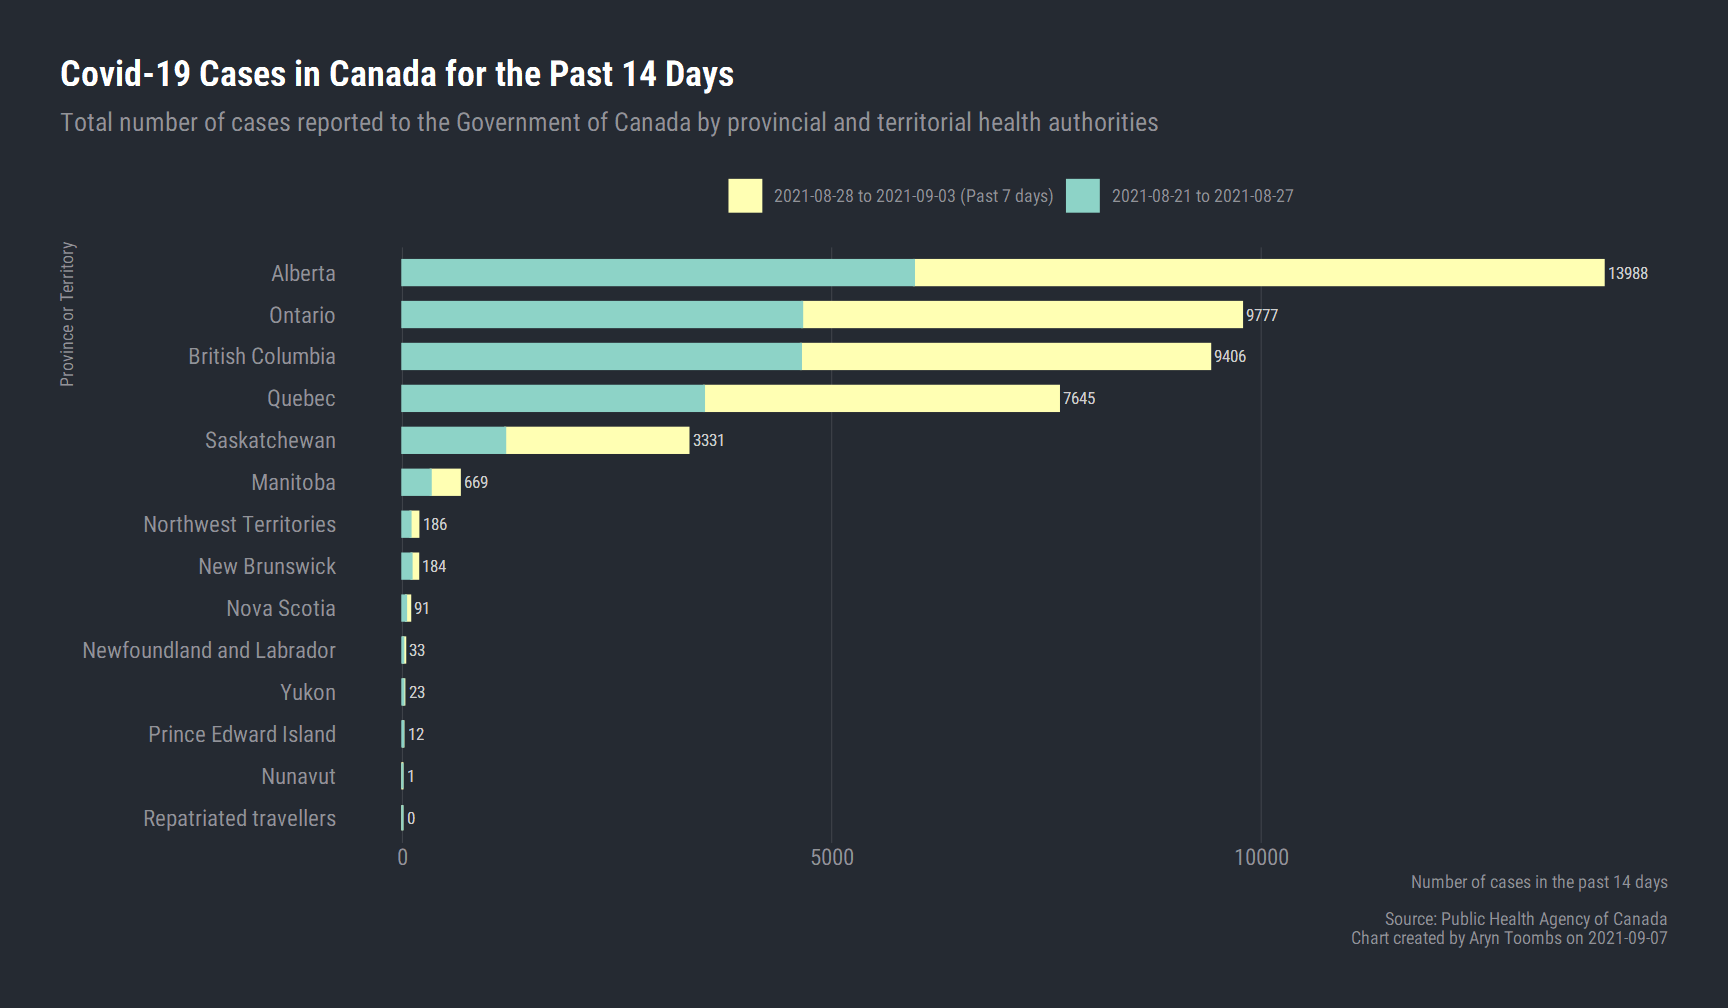 Covid-19 Cases in Canada for the Past 14 Days
Total number of cases reported to the Government of Canada by provincial and territorial health authorities
2021-08-28 to 2021-09-03 (Past 7 days)
2021-08-21 to 2021-08-27
Province or Territory
Alberta 13988
Ontario 9777
British Columbia 9406
Quebec 7645
Saskatchewan 3331
Manitoba 669
Northwest Territories 186
New Brunswick 184
Nova Scotia 91
Newfoundland and Labrador 33
Yukon 23
Prince Edward Island 12
Nunavut 1
Repatriated travellers 0
0 5000 10000
Number of cases in the past 14 days
Source: Public Health Agency of Canada
Chart created by Aryn Toombs on 2021-09-07